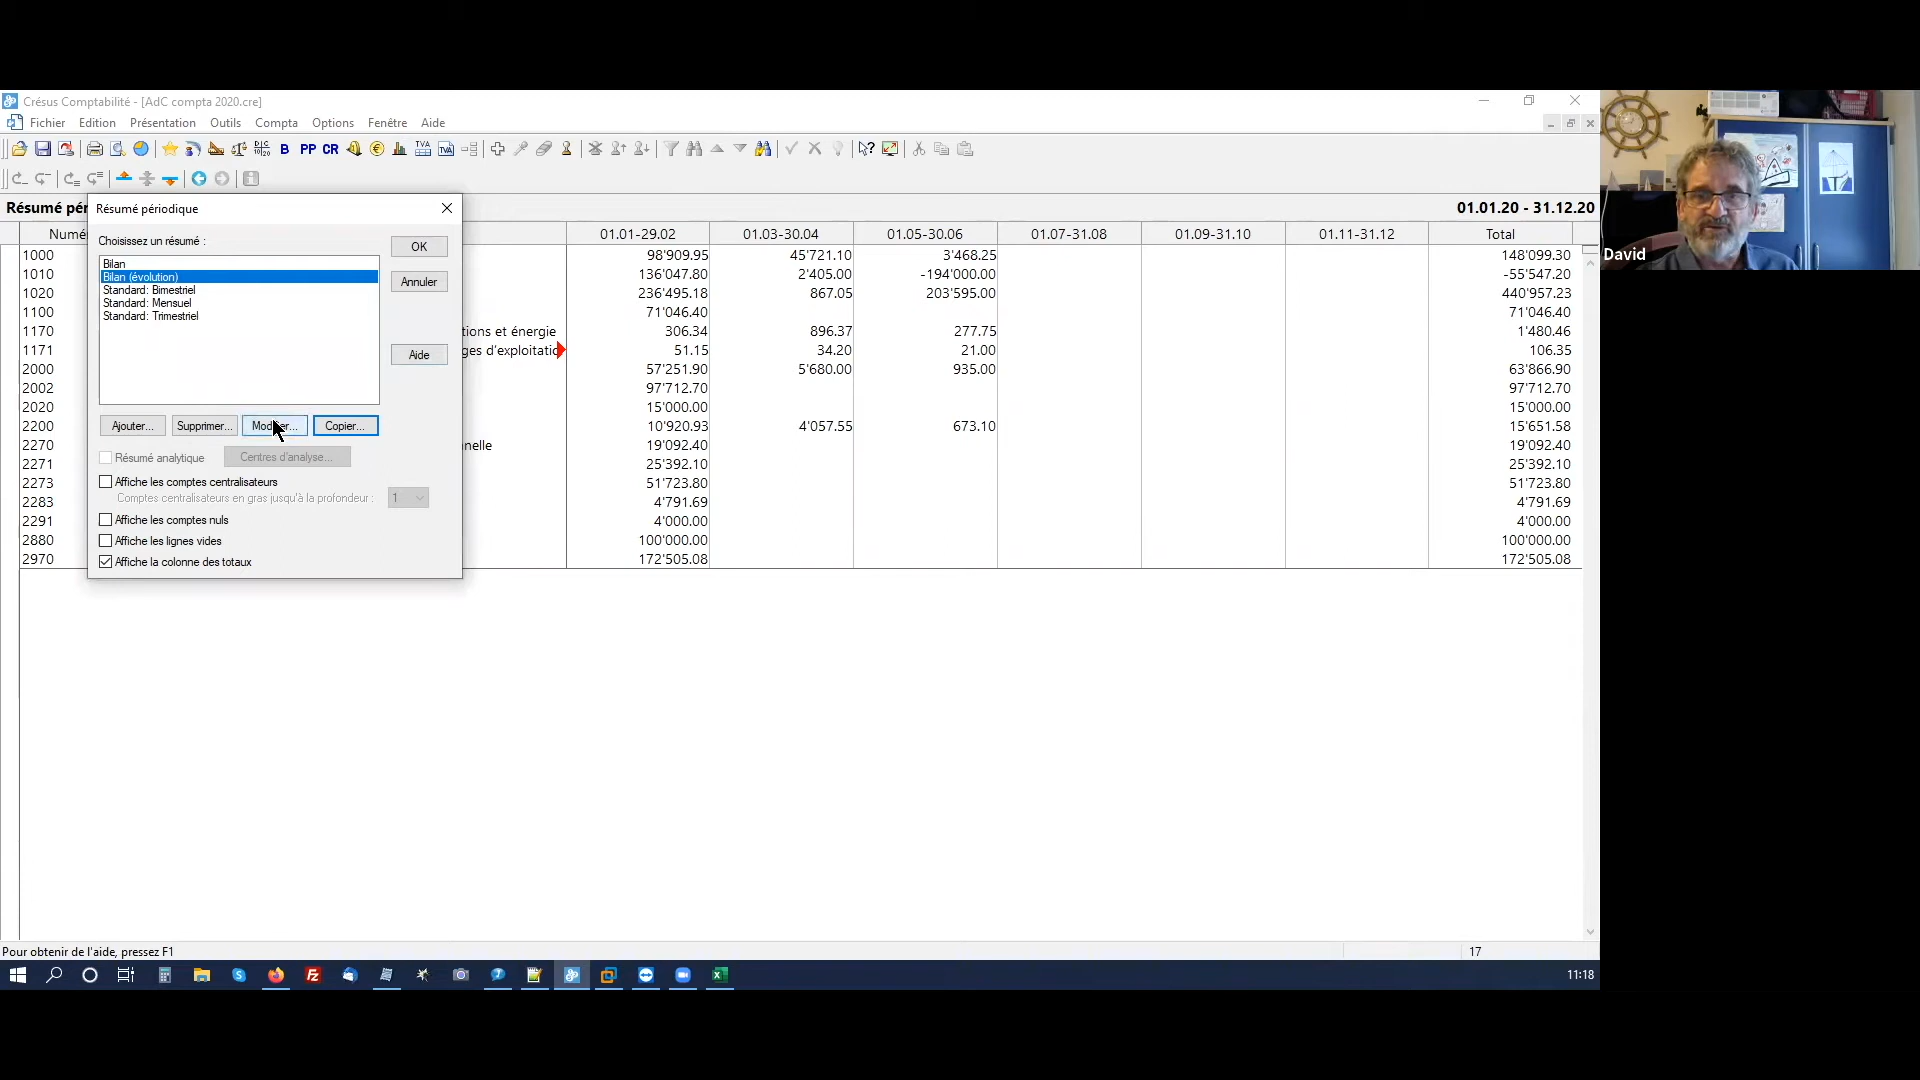 Crésus Comptabilité - [AdC compta 2020.cre]
Fichier Edition Présentation Outils Compta Options Fenêtre Aide
B PP CR TVA TVA
Résumé pér 01.01.20 - 31.12.20
Résumé périodique
Choisissez un résumé :
Bilan
Bilan (évolution)
Standard: Bimestriel
Standard: Mensuel
Standard: Trimestriel
OK
Annuler
Aide
Ajouter... Supprimer... Copier...
Résumé analytique Centres d'analyse...
Affiche les comptes centralisateurs
Comptes centralisateurs en gras jusqu'à la profondeur : 1
Affiche les comptes nuls
Affiche les lignes vides
Affiche la colonne des totaux
Numé 01.01-29.02 01.03-30.04 01.05-30.06 01.07-31.08 01.09-31.10 01.11-31.12 Total
1000 98'909.95 45'721.10 3'468.25 148'099.30
1010 136'047.80 2'405.00 -194'000.00 -55'547.20
1020 236'495.18 867.05 203'595.00 440'957.23
1100 71'046.40 71'046.40
1170 tions et énergie 306.34 896.37 277.75 1'480.46
1171 ges d'exploitatio 51.15 34.20 21.00 106.35
2000 57'251.90 5'680.00 935.00 63'866.90
2002 97'712.70 97'712.70
2020 15'000.00 15'000.00
2200 10'920.93 4'057.55 673.10 15'651.58
2270 nnelle 19'092.40 19'092.40
2271 25'392.10 25'392.10
2273 51'723.80 51'723.80
2283 4'791.69 4'791.69
2291 4'000.00 4'000.00
2880 100'000.00 100'000.00
2970 172'505.08 172'505.08
Pour obtenir de l'aide, pressez F1 17
11:18
David